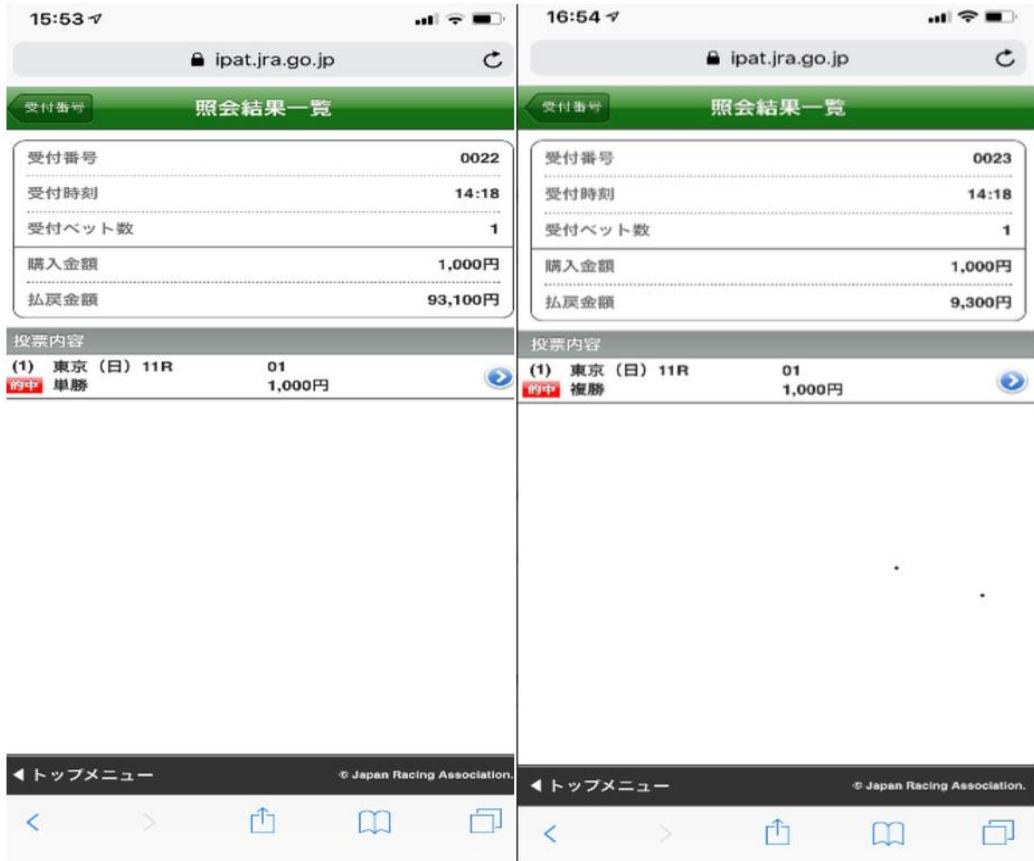 15:53
ipat.jra.go.jp
受付番号
照会結果一覧
受付番号 0022
受付時刻 14:18
受付ベット数 1
購入金額 1,000円
払戻金額 93,100円
投票内容
(1) 東京（日）11R 01
的中 単勝 1,000円
トップメニュー
© Japan Racing Association.
16:54
ipat.jra.go.jp
受付番号
照会結果一覧
受付番号 0023
受付時刻 14:18
受付ベット数 1
購入金額 1,000円
払戻金額 9,300円
投票内容
(1) 東京（日）11R 01
的中 複勝 1,000円
トップメニュー
© Japan Racing Association.